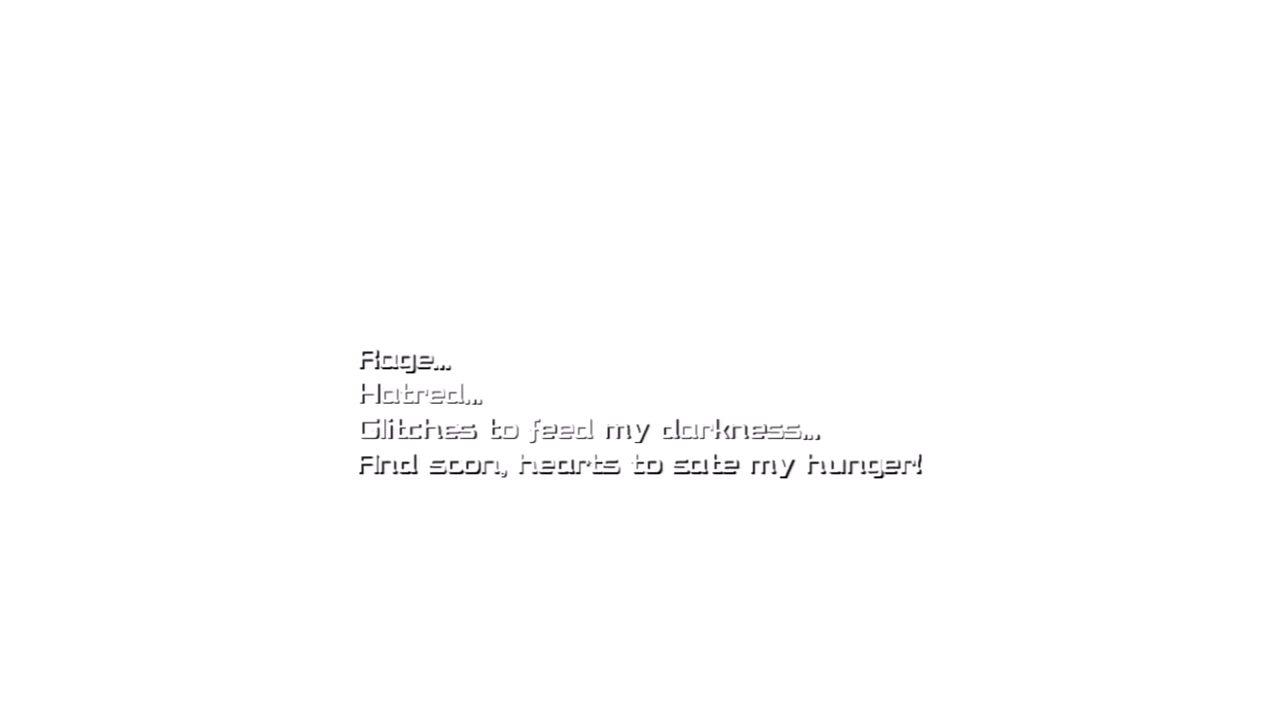 Rage...
Hatred...
Glitches to feed my darkness...
And soon, hearts to sate my hunger!